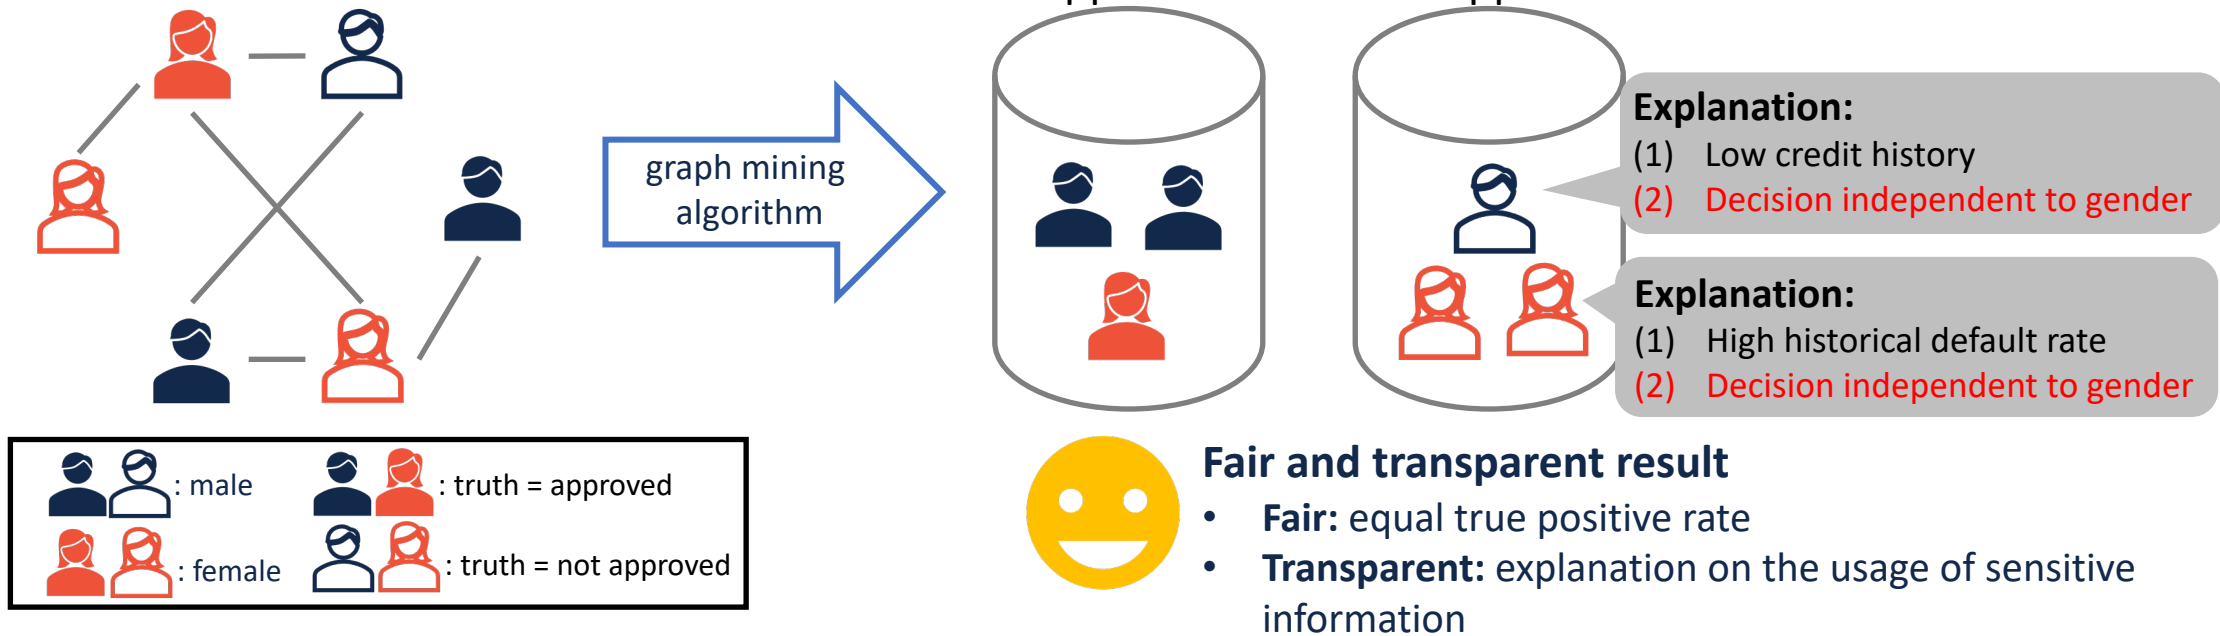 graph mining
algorithm
Explanation:
(1) Low credit history
(2) Decision independent to gender
Explanation:
(1) High historical default rate
(2) Decision independent to gender
: male
: truth = approved
: female
: truth = not approved
Fair and transparent result
• Fair: equal true positive rate
• Transparent: explanation on the usage of sensitive
information